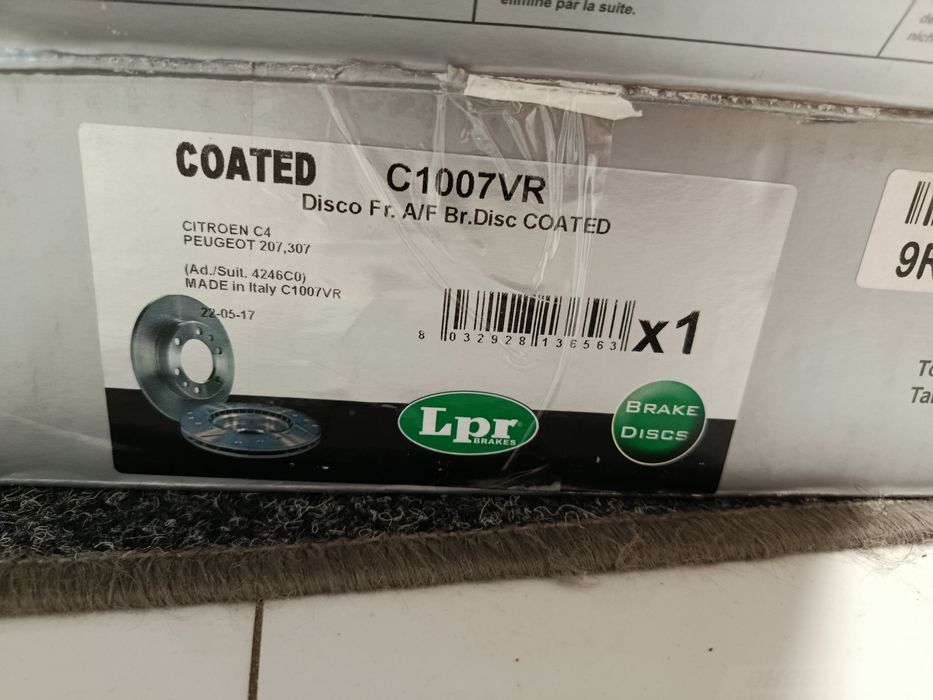 elimine par la suite.
COATED C1007VR
Disco Fr. A/F Br.Disc COATED
CITROEN C4
PEUGEOT 207,307
(Ad./Suit. 4246C0)
MADE in Italy C1007VR
22-05-17
8 032928 136563 x1
Lpr
BRAKES
BRAKE
DISCS
9R